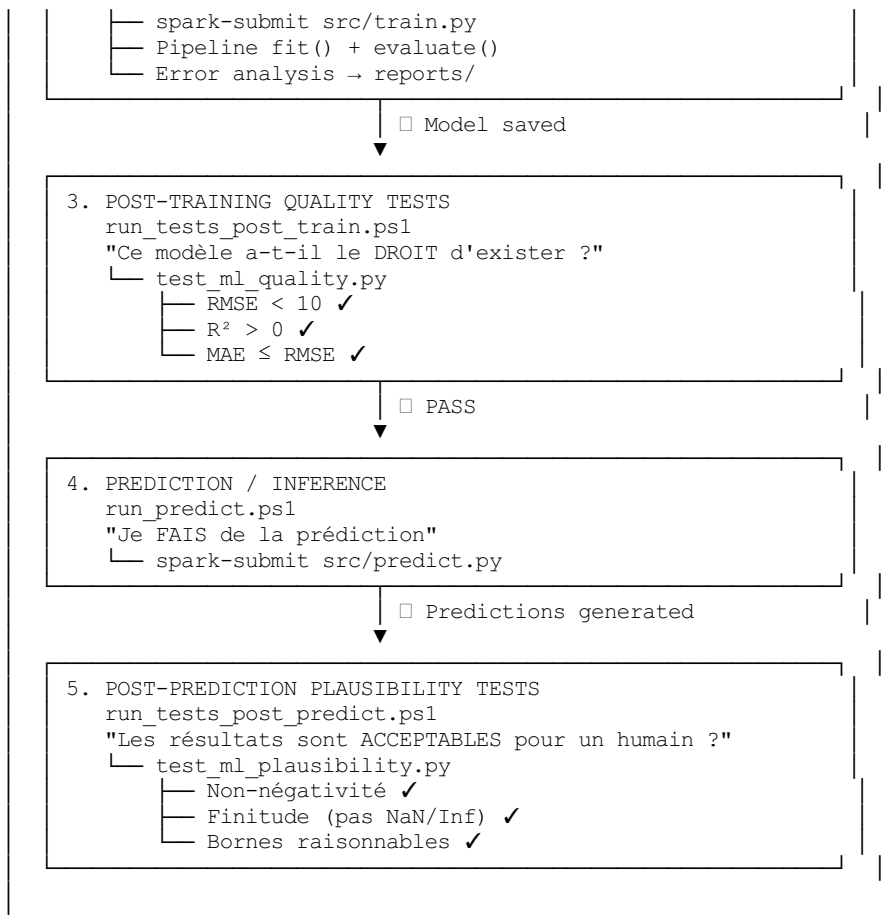 ├── spark-submit src/train.py
├── Pipeline fit() + evaluate()
└── Error analysis → reports/
□ Model saved
▼
3. POST-TRAINING QUALITY TESTS
run_tests_post_train.ps1
"Ce modèle a-t-il le DROIT d'exister ?"
└── test_ml_quality.py
├── RMSE < 10 ✓
├── R² > 0 ✓
└── MAE ≤ RMSE ✓
□ PASS
▼
4. PREDICTION / INFERENCE
run_predict.ps1
"Je FAIS de la prédiction"
└── spark-submit src/predict.py
□ Predictions generated
▼
5. POST-PREDICTION PLAUSIBILITY TESTS
run_tests_post_predict.ps1
"Les résultats sont ACCEPTABLES pour un humain ?"
└── test_ml_plausibility.py
├── Non-négativité ✓
├── Finitude (pas NaN/Inf) ✓
└── Bornes raisonnables ✓